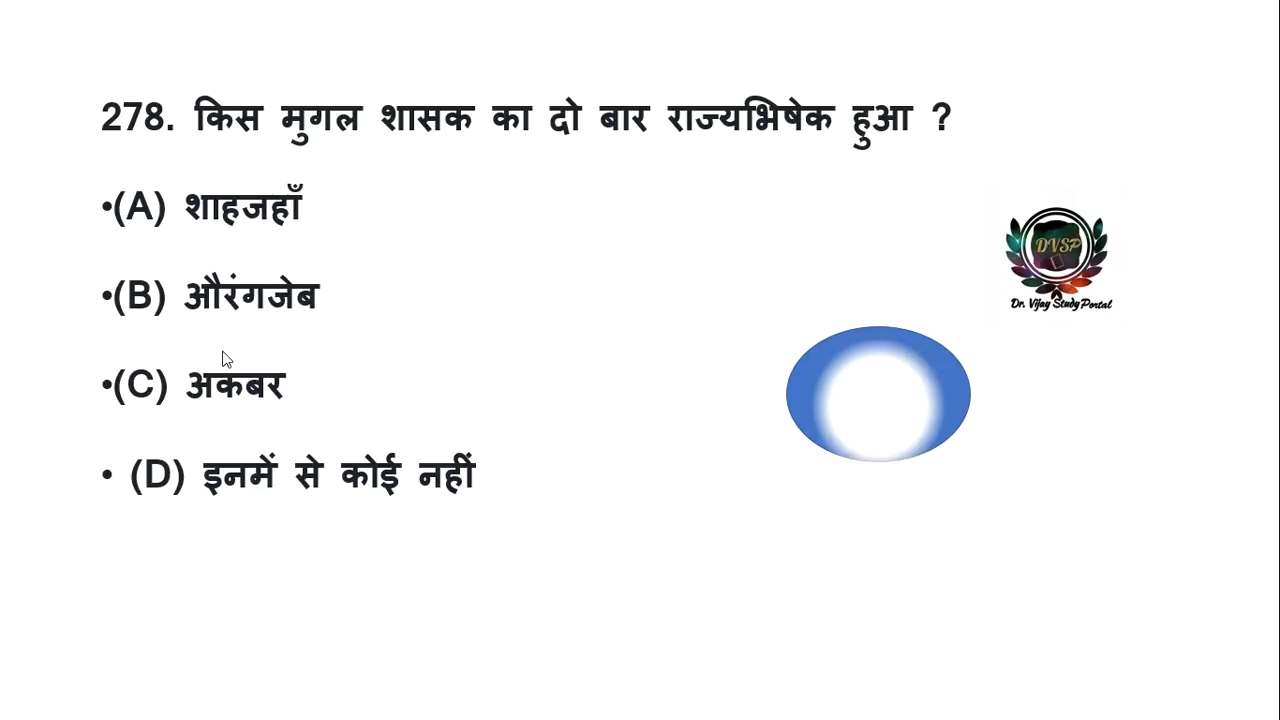 278. किस मुगल शासक का दो बार राज्यभिषेक हुआ ?
•(A) शाहजहाँ
•(B) औरंगजेब
•(C) अकबर
• (D) इनमें से कोई नहीं
DVSP
Dr. Vijay Study Portal